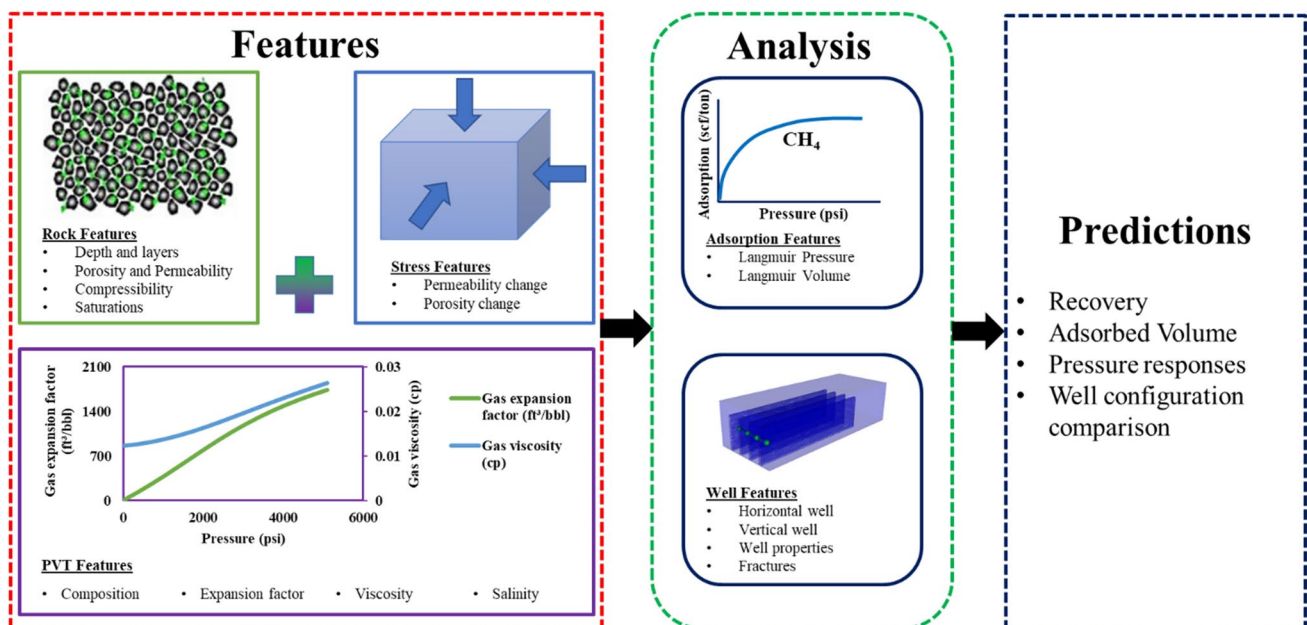 Features
Rock Features
• Depth and layers
• Porosity and Permeability
• Compressibility
• Saturations
Stress Features
• Permeability change
• Porosity change
Gas expansion factor
(ft³/bbl)
2100
1400
700
0
0
2000
4000
6000
Pressure (psi)
0.03
0.02
0.01
0
Gas viscosity (cp)
Gas expansion
factor (ft³/bbl)
Gas viscosity
(cp)
PVT Features
• Composition
• Expansion factor
• Viscosity
• Salinity
Analysis
Adsorption (scf/ton)
CH₄
Pressure (psi)
Adsorption Features
• Langmuir Pressure
• Langmuir Volume
Well Features
• Horizontal well
• Vertical well
• Well properties
• Fractures
Predictions
• Recovery
• Adsorbed Volume
• Pressure responses
• Well configuration
comparison